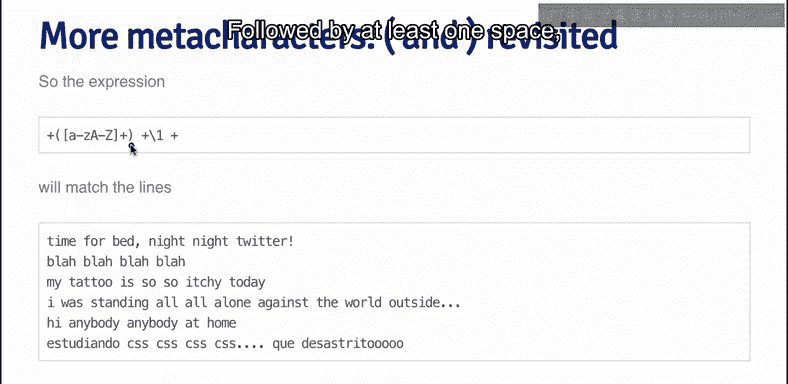 More metacharacters: ( and ) revisited
Followed by at least one space,
So the expression
+([a-zA-Z]+) +\1 +
will match the lines
time for bed, night night twitter!
blah blah blah blah
my tattoo is so so itchy today
i was standing all all alone against the world outside...
hi anybody anybody at home
estudiando css css css css.... que desastritooooo